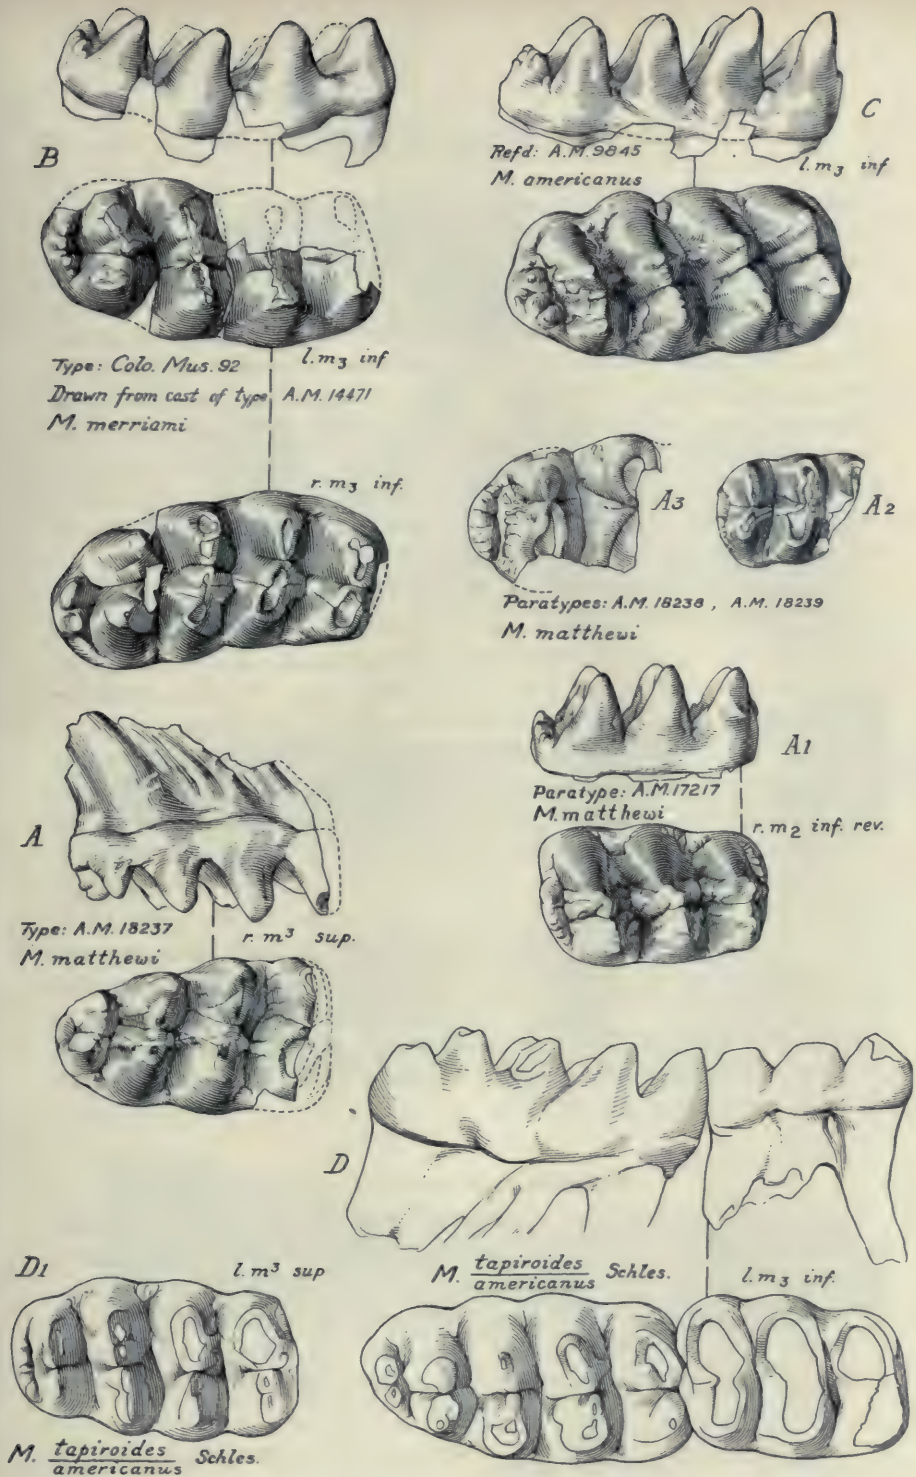 B
Type: Colo. Mus. 92
l. m3 inf
Drawn from cast of type A.M. 14471
M. merriami
r. m3 inf.
C
Refd: A.M. 9845
l. m3 inf
M. americanus
A3
A2
Paratypes: A.M. 18238, A.M. 18239
M. matthewi
A1
Paratype: A.M. 17217
M. matthewi
r. m2 inf. rev.
A
Type: A.M. 18237
r. m³ sup.
M. matthewi
D
M. tapiroides
americanus Schles.
l. m3 inf.
D1
l. m³ sup
M. tapiroides
americanus Schles.